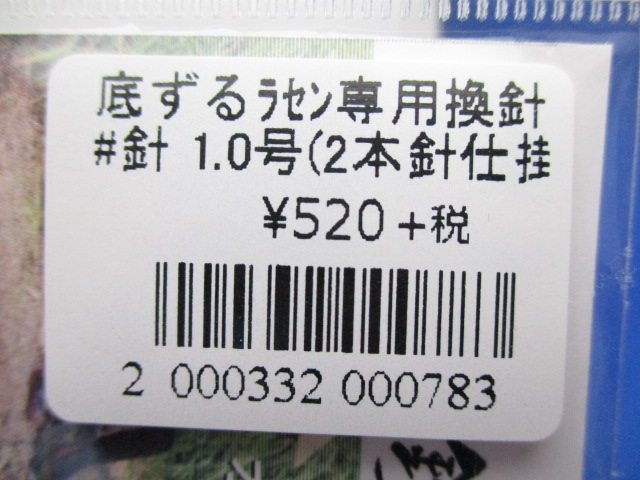 底ずるﾗｾﾝ専用換針
#針 1.0号(2本針仕掛
¥520+税
2 000332 000783